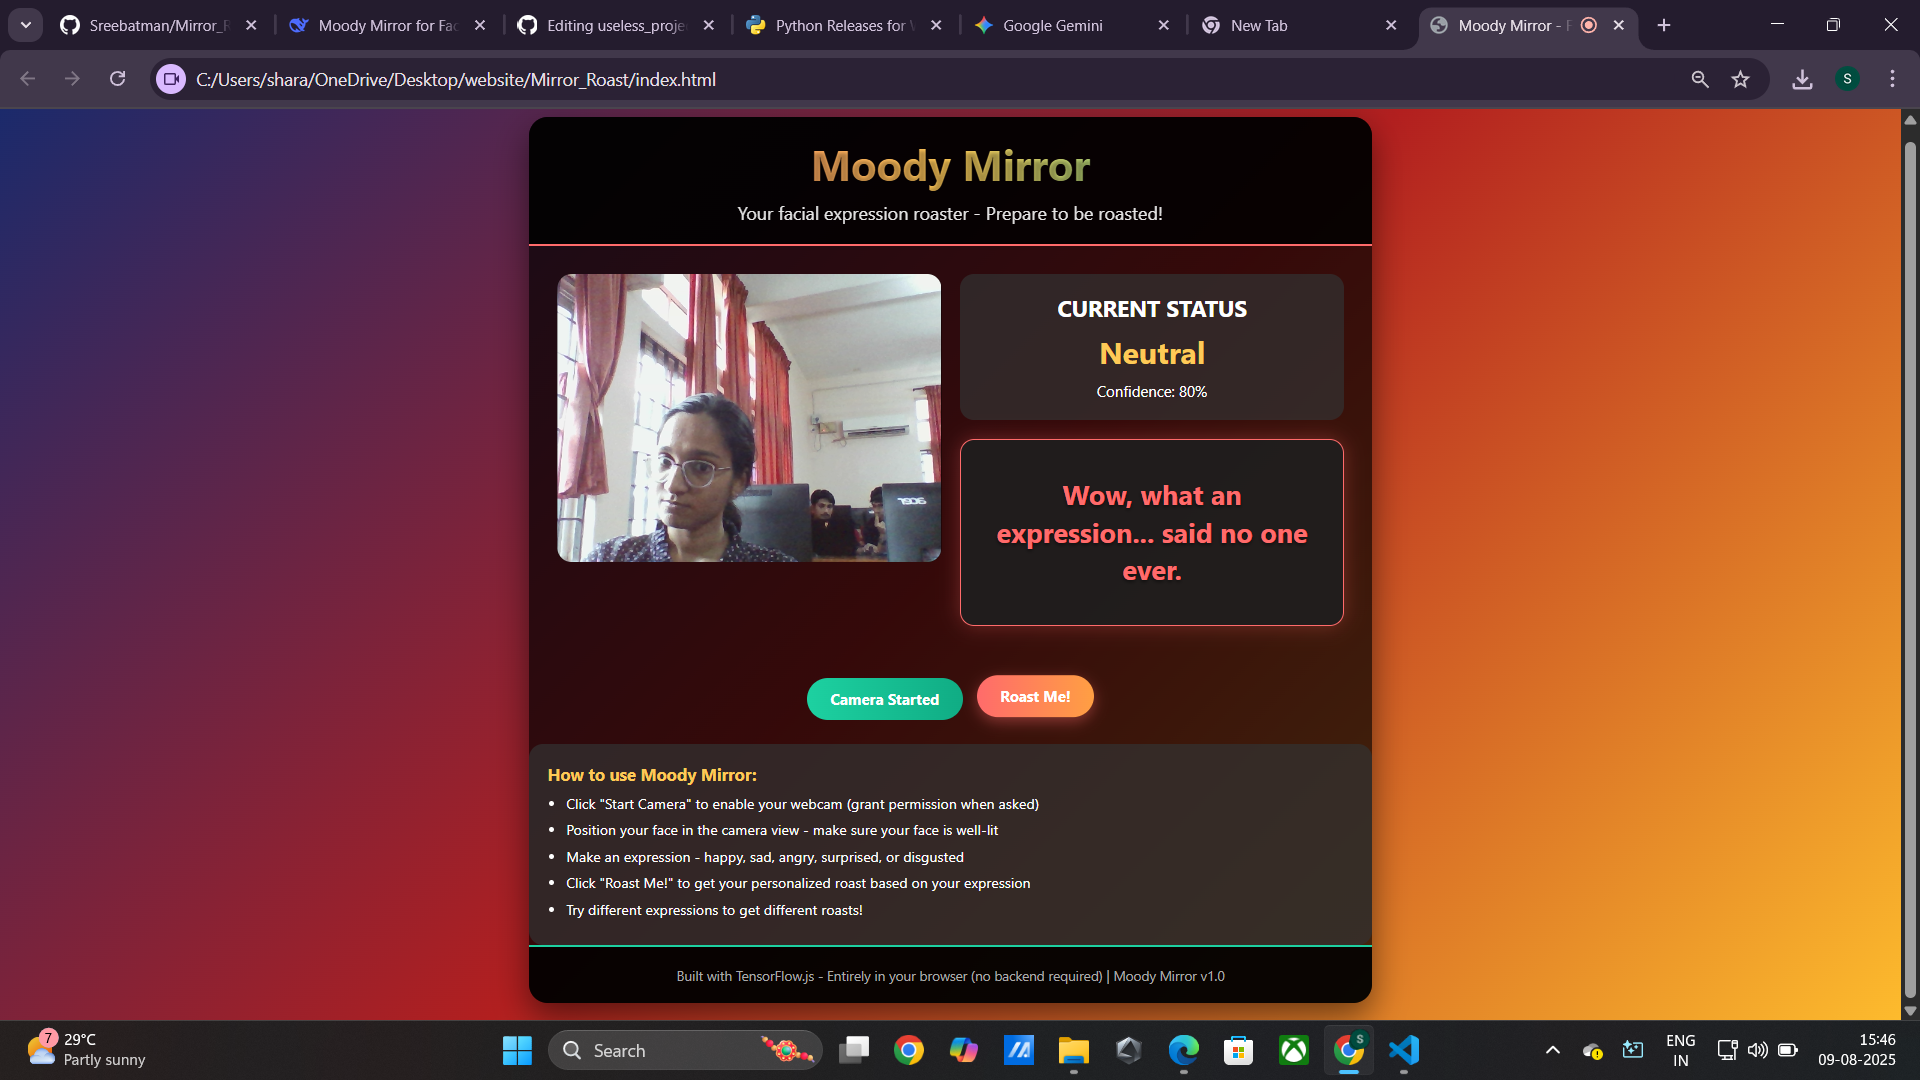 Sreebatman/Mirror_R
Moody Mirror for Fac
Editing useless_proje
Python Releases for
Google Gemini
New Tab
Moody Mirror -
C:/Users/shara/OneDrive/Desktop/website/Mirror_Roast/index.html
S
Moody Mirror
Your facial expression roaster - Prepare to be roasted!
CURRENT STATUS
Neutral
Confidence: 80%
Wow, what an
expression... said no one
ever.
Camera Started
Roast Me!
How to use Moody Mirror:
• Click "Start Camera" to enable your webcam (grant permission when asked)
• Position your face in the camera view - make sure your face is well-lit
• Make an expression - happy, sad, angry, surprised, or disgusted
• Click "Roast Me!" to get your personalized roast based on your expression
• Try different expressions to get different roasts!
Built with TensorFlow.js - Entirely in your browser (no backend required) | Moody Mirror v1.0
7
29°C
Partly sunny
Search
S
ENG
IN
15:46
09-08-2025